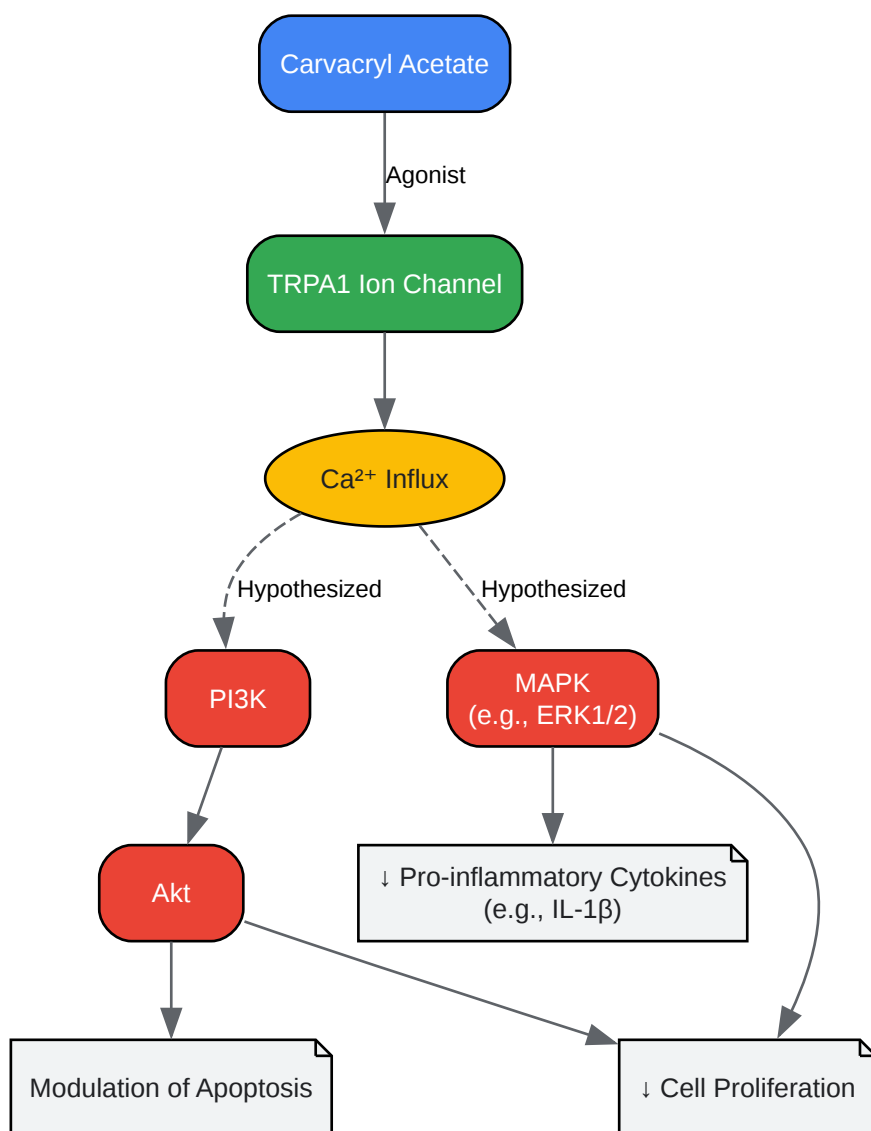 Carvacryl Acetate
Agonist
TRPA1 Ion Channel
Ca²⁺ Influx
Hypothesized
Hypothesized
PI3K
MAPK
(e.g., ERK1/2)
Akt
↓ Pro-inflammatory Cytokines
(e.g., IL-1β)
Modulation of Apoptosis
↓ Cell Proliferation